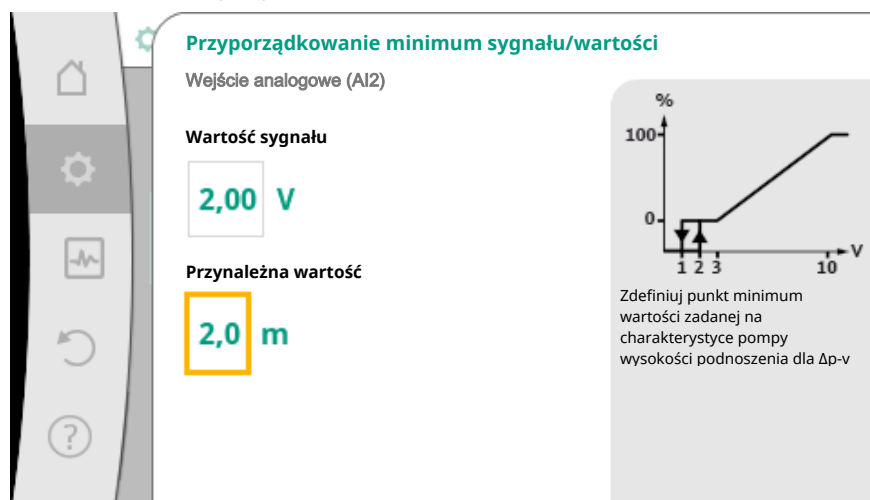 Przyporządkowanie minimum sygnału/wartości
Wejście analogowe (AI2)
Wartość sygnału
2,00 V
Przynależna wartość
2,0 m
%
100
0
1 2 3 10 V
Zdefiniuj punkt minimum
wartości zadanej na
charakterystyce pompy
wysokości podnoszenia dla Δp-v
?